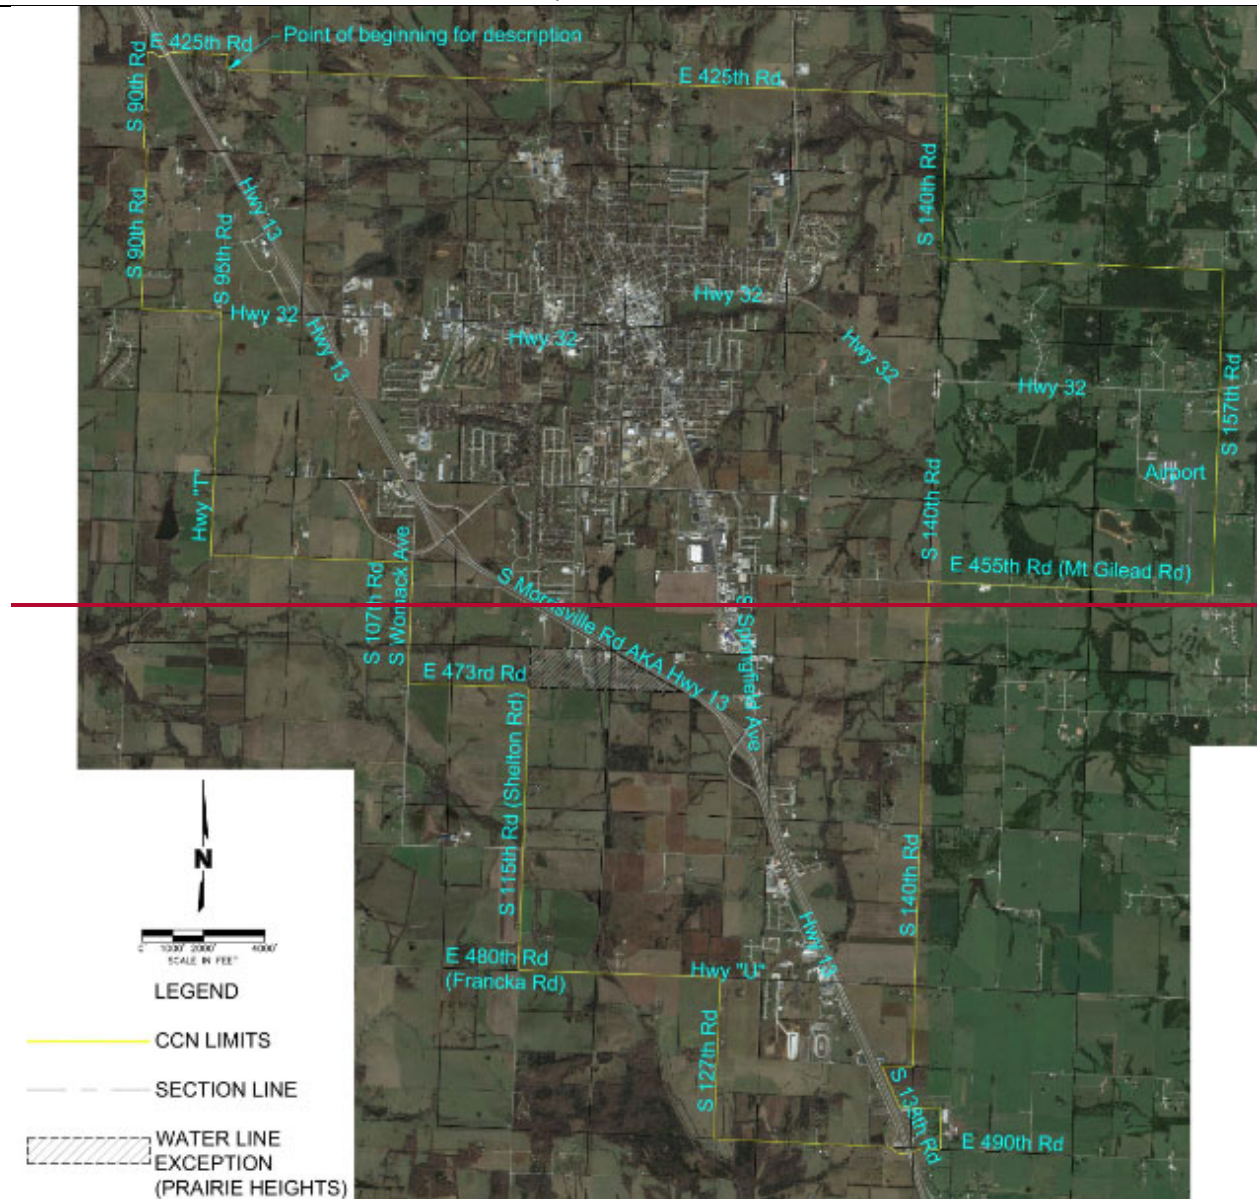 E 425th Rd
Point of beginning for description
E 425th Rd
S 90th Rd
S 140th Rd
S 90th Rd
Hwy 13
S 95th Rd
Hwy 32
Hwy 32
Hwy 13
Hwy 32
Hwy 32
Hwy 32
S 157th Rd
Airport
Hwy "T"
S 140th Rd
E 455th Rd (Mt Gilead Rd)
S 107th Rd
S Womack Ave
S Morrisville Rd AKA Hwy 13
S Springfield Ave
E 473rd Rd
S 115th Rd (Shelton Rd)
S 140th Rd
N
1000' 2000' 4000'
SCALE IN FEET
E 480th Rd
(Francka Rd)
Hwy "U"
Hwy 13
LEGEND
CCN LIMITS
SECTION LINE
WATER LINE
EXCEPTION
(PRAIRIE HEIGHTS)
S 127th Rd
E 490th Rd